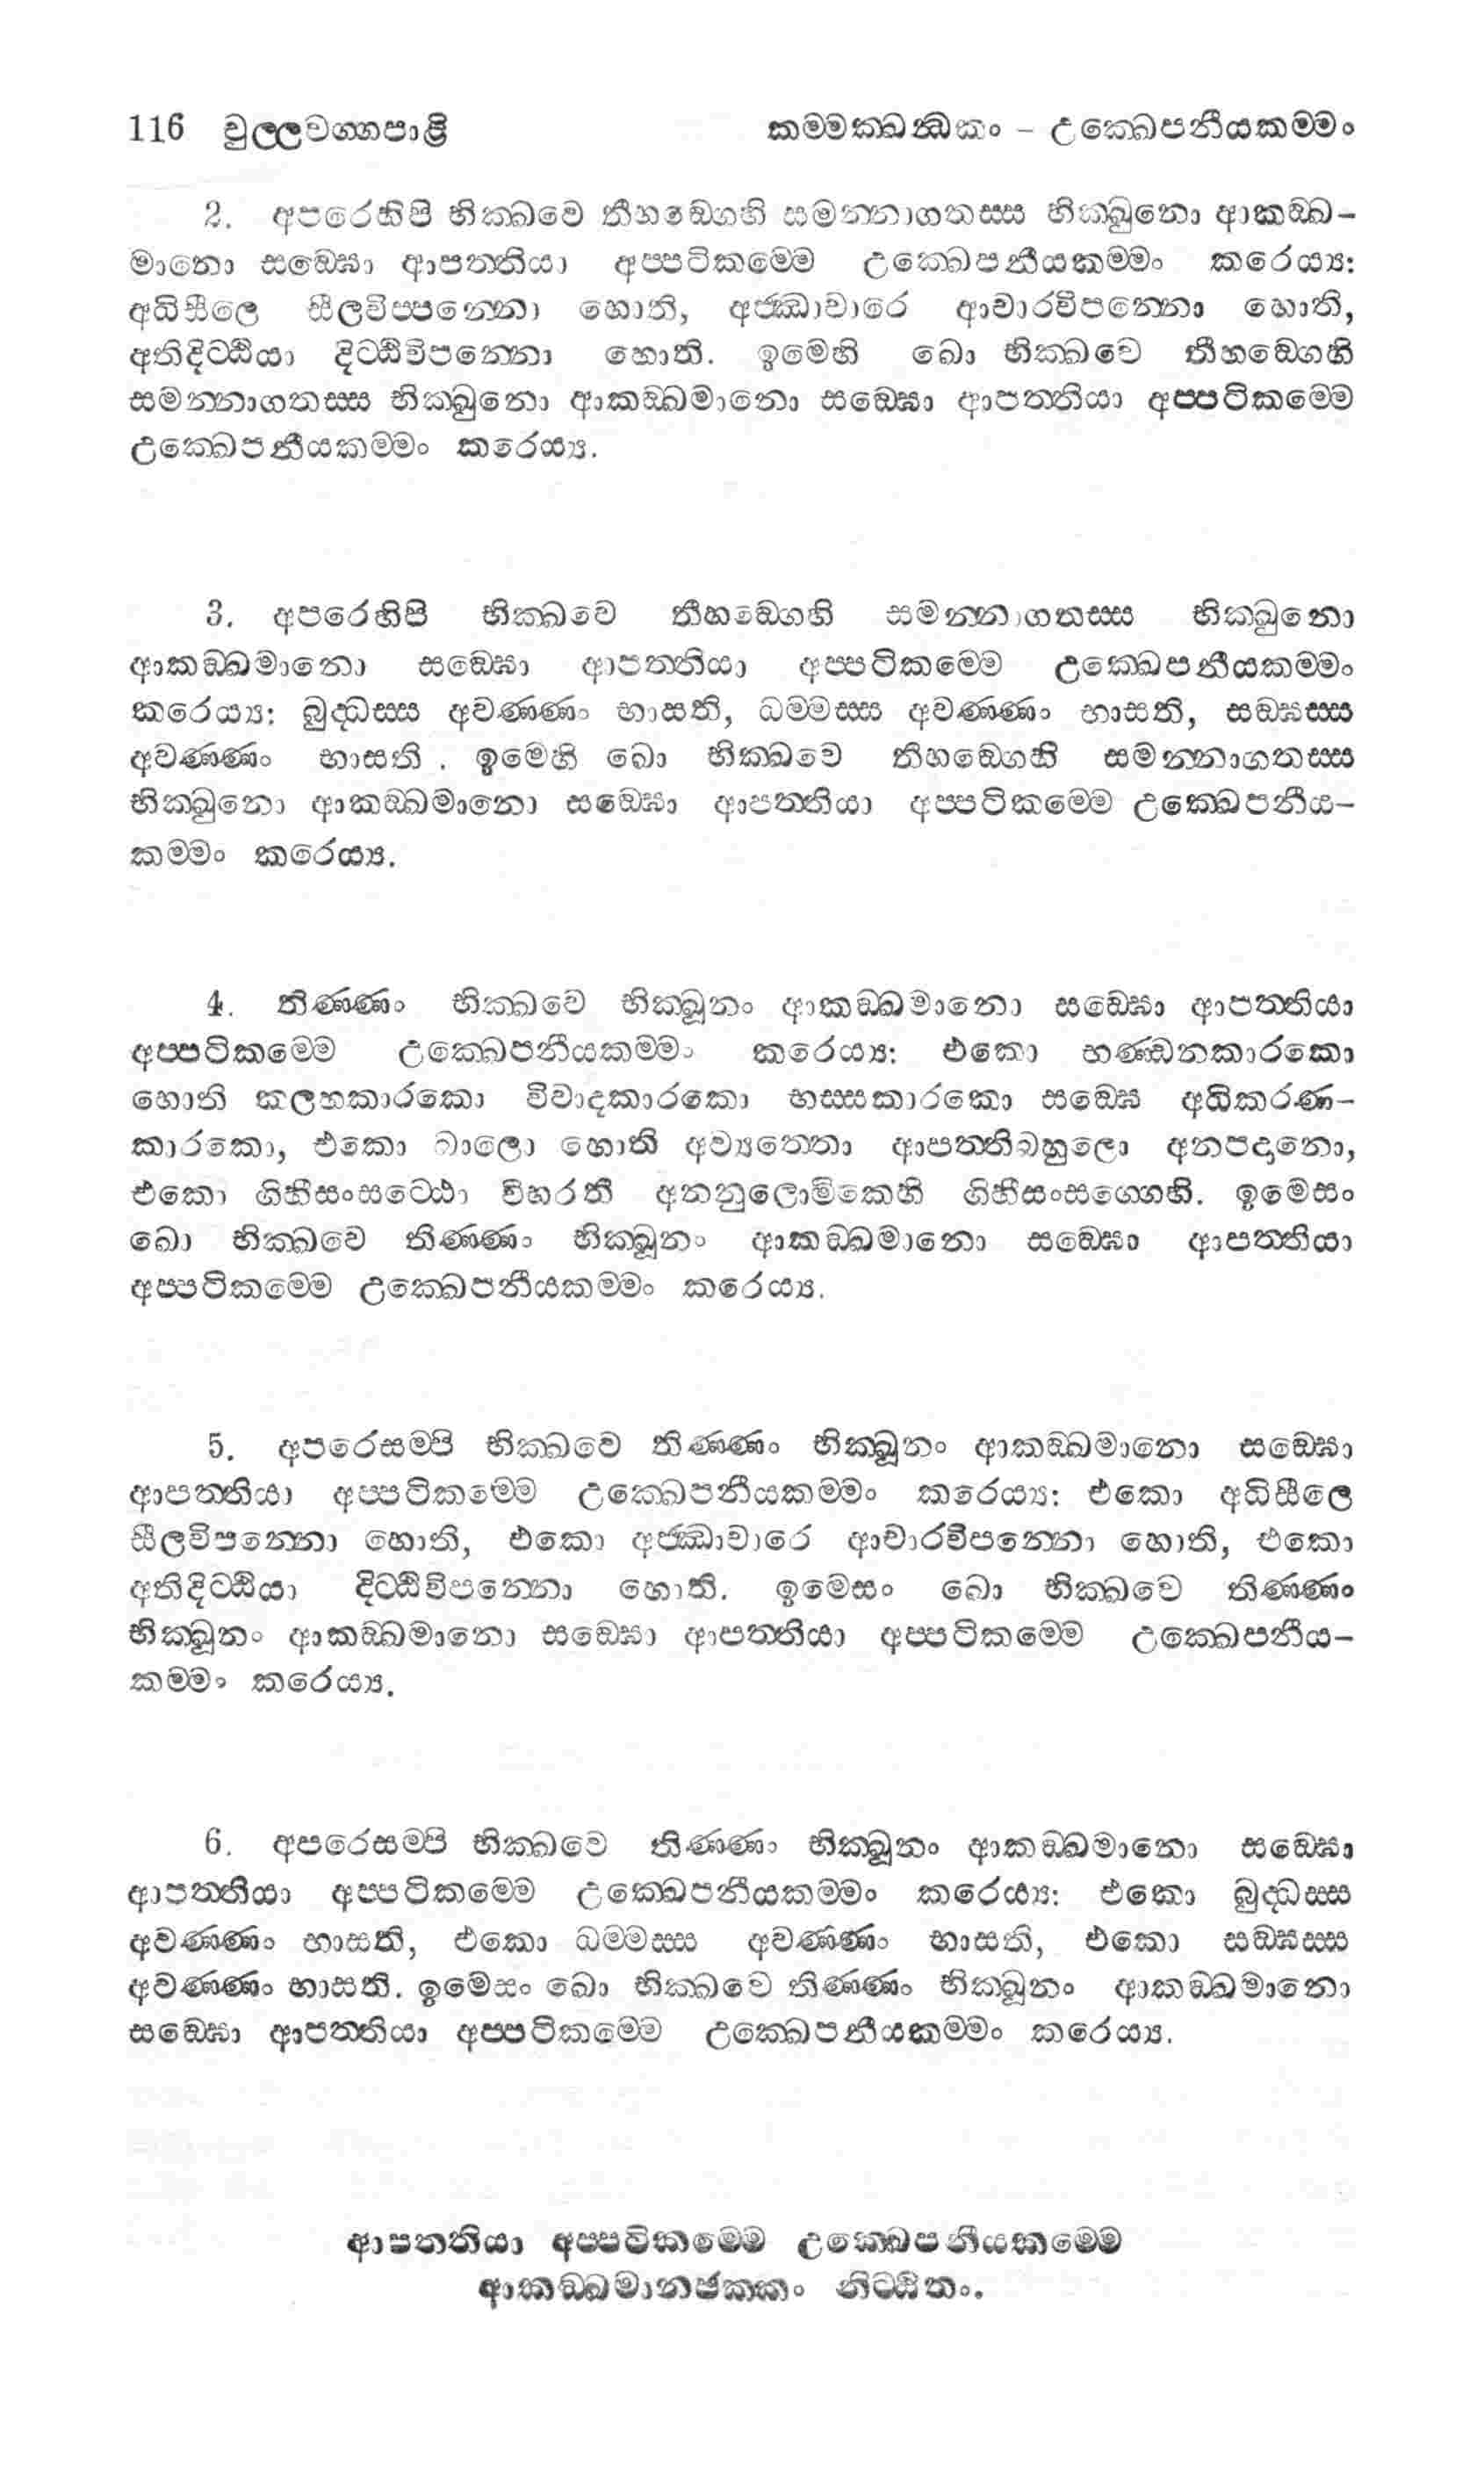 116 චුල්ලවග්ගපාළි කම්මක්ඛන්ධකං – උක්ඛෙපනීයකම්මං
2. අපරෙහිපි භික්ඛවෙ තීහඞ්ගෙහි සමන්නාගතස්ස භික්ඛුනො ආකඞ්ඛ-
මානො සඞ්ඝො ආපත්තියා අප්පටිකම්මෙ උක්ඛෙපනීයකම්මං කරෙය්‍ය:
අධිසීලෙ සීලවිප්පන්නො හොති, අජ්ඣාචාරෙ ආචාරවිපන්නො හොති,
අතිදිට්ඨියා දිට්ඨිවිපන්නො හොති. ඉමෙහි ඛො භික්ඛවෙ තීහඞ්ගෙහි
සමන්නාගතස්ස භික්ඛුනො ආකඞ්ඛමානො සඞ්ඝො ආපත්තියා අප්පටිකම්මෙ
උක්ඛෙපනීයකම්මං කරෙය්‍ය.
3. අපරෙහිපි භික්ඛවෙ තීහඞ්ගෙහි සමන්නාගතස්ස භික්ඛුනො
ආකඞ්ඛමානො සඞ්ඝො ආපත්තියා අප්පටිකම්මෙ උක්ඛෙපනීයකම්මං
කරෙය්‍ය: බුද්ධස්ස අවණ්ණං භාසති, ධම්මස්ස අවණ්ණං භාසති, සඞ්ඝස්ස
අවණ්ණං භාසති . ඉමෙහි ඛො භික්ඛවෙ තීහඞ්ගෙහි සමන්නාගතස්ස
භික්ඛුනො ආකඞ්ඛමානො සඞ්ඝො ආපත්තියා අප්පටිකම්මෙ උක්ඛෙපනීය-
කම්මං කරෙය්‍ය.
4. තිණ්ණං භික්ඛවෙ භික්ඛූනං ආකඞ්ඛමානො සඞ්ඝො ආපත්තියා
අප්පටිකම්මෙ උක්ඛෙපනීයකම්මං කරෙය්‍ය: එකො භණ්ඩනකාරකො
හොති කලහකාරකො විවාදකාරකො භස්සකාරකො සඞ්ඝෙ අධිකරණ-
කාරකො, එකො බාලො හොති අව්‍යත්තො ආපත්තිබහුලො අනපදානො,
එකො ගිහීසංසට්ඨො විහරති අනනුලොමිකෙහි ගිහීසංසග්ගෙහි. ඉමෙසං
ඛො භික්ඛවෙ තිණ්ණං භික්ඛූනං ආකඞ්ඛමානො සඞ්ඝො ආපත්තියා
අප්පටිකම්මෙ උක්ඛෙපනීයකම්මං කරෙය්‍ය.
5. අපරෙසම්පි භික්ඛවෙ තිණ්ණං භික්ඛූනං ආකඞ්ඛමානො සඞ්ඝො
ආපත්තියා අප්පටිකම්මෙ උක්ඛෙපනීයකම්මං කරෙය්‍ය: එකො අධිසීලෙ
සීලවිපන්නො හොති, එකො අජ්ඣාචාරෙ ආචාරවිපන්නො හොති, එකො
අතිදිට්ඨියා දිට්ඨිවිපන්නො හොති. ඉමෙසං ඛො භික්ඛවෙ තිණ්ණං
භික්ඛූනං ආකඞ්ඛමානො සඞ්ඝො ආපත්තියා අප්පටිකම්මෙ උක්ඛෙපනීය-
කම්මං කරෙය්‍ය.
6. අපරෙසම්පි භික්ඛවෙ තිණ්ණං භික්ඛූනං ආකඞ්ඛමානො සඞ්ඝො
ආපත්තියා අප්පටිකම්මෙ උක්ඛෙපනීයකම්මං කරෙය්‍ය: එකො බුද්ධස්ස
අවණ්ණං භාසති, එකො ධම්මස්ස අවණ්ණං භාසති, එකො සඞ්ඝස්ස
අවණ්ණං භාසති. ඉමෙසං ඛො භික්ඛවෙ තිණ්ණං භික්ඛූනං ආකඞ්ඛමානො
සඞ්ඝො ආපත්තියා අප්පටිකම්මෙ උක්ඛෙපනීයකම්මං කරෙය්‍ය.
ආපත්තියා අප්පටිකම්මෙ උක්ඛෙපනීයකම්මෙ
ආකඞ්ඛමානඡක්කං නිට්ඨිතං.